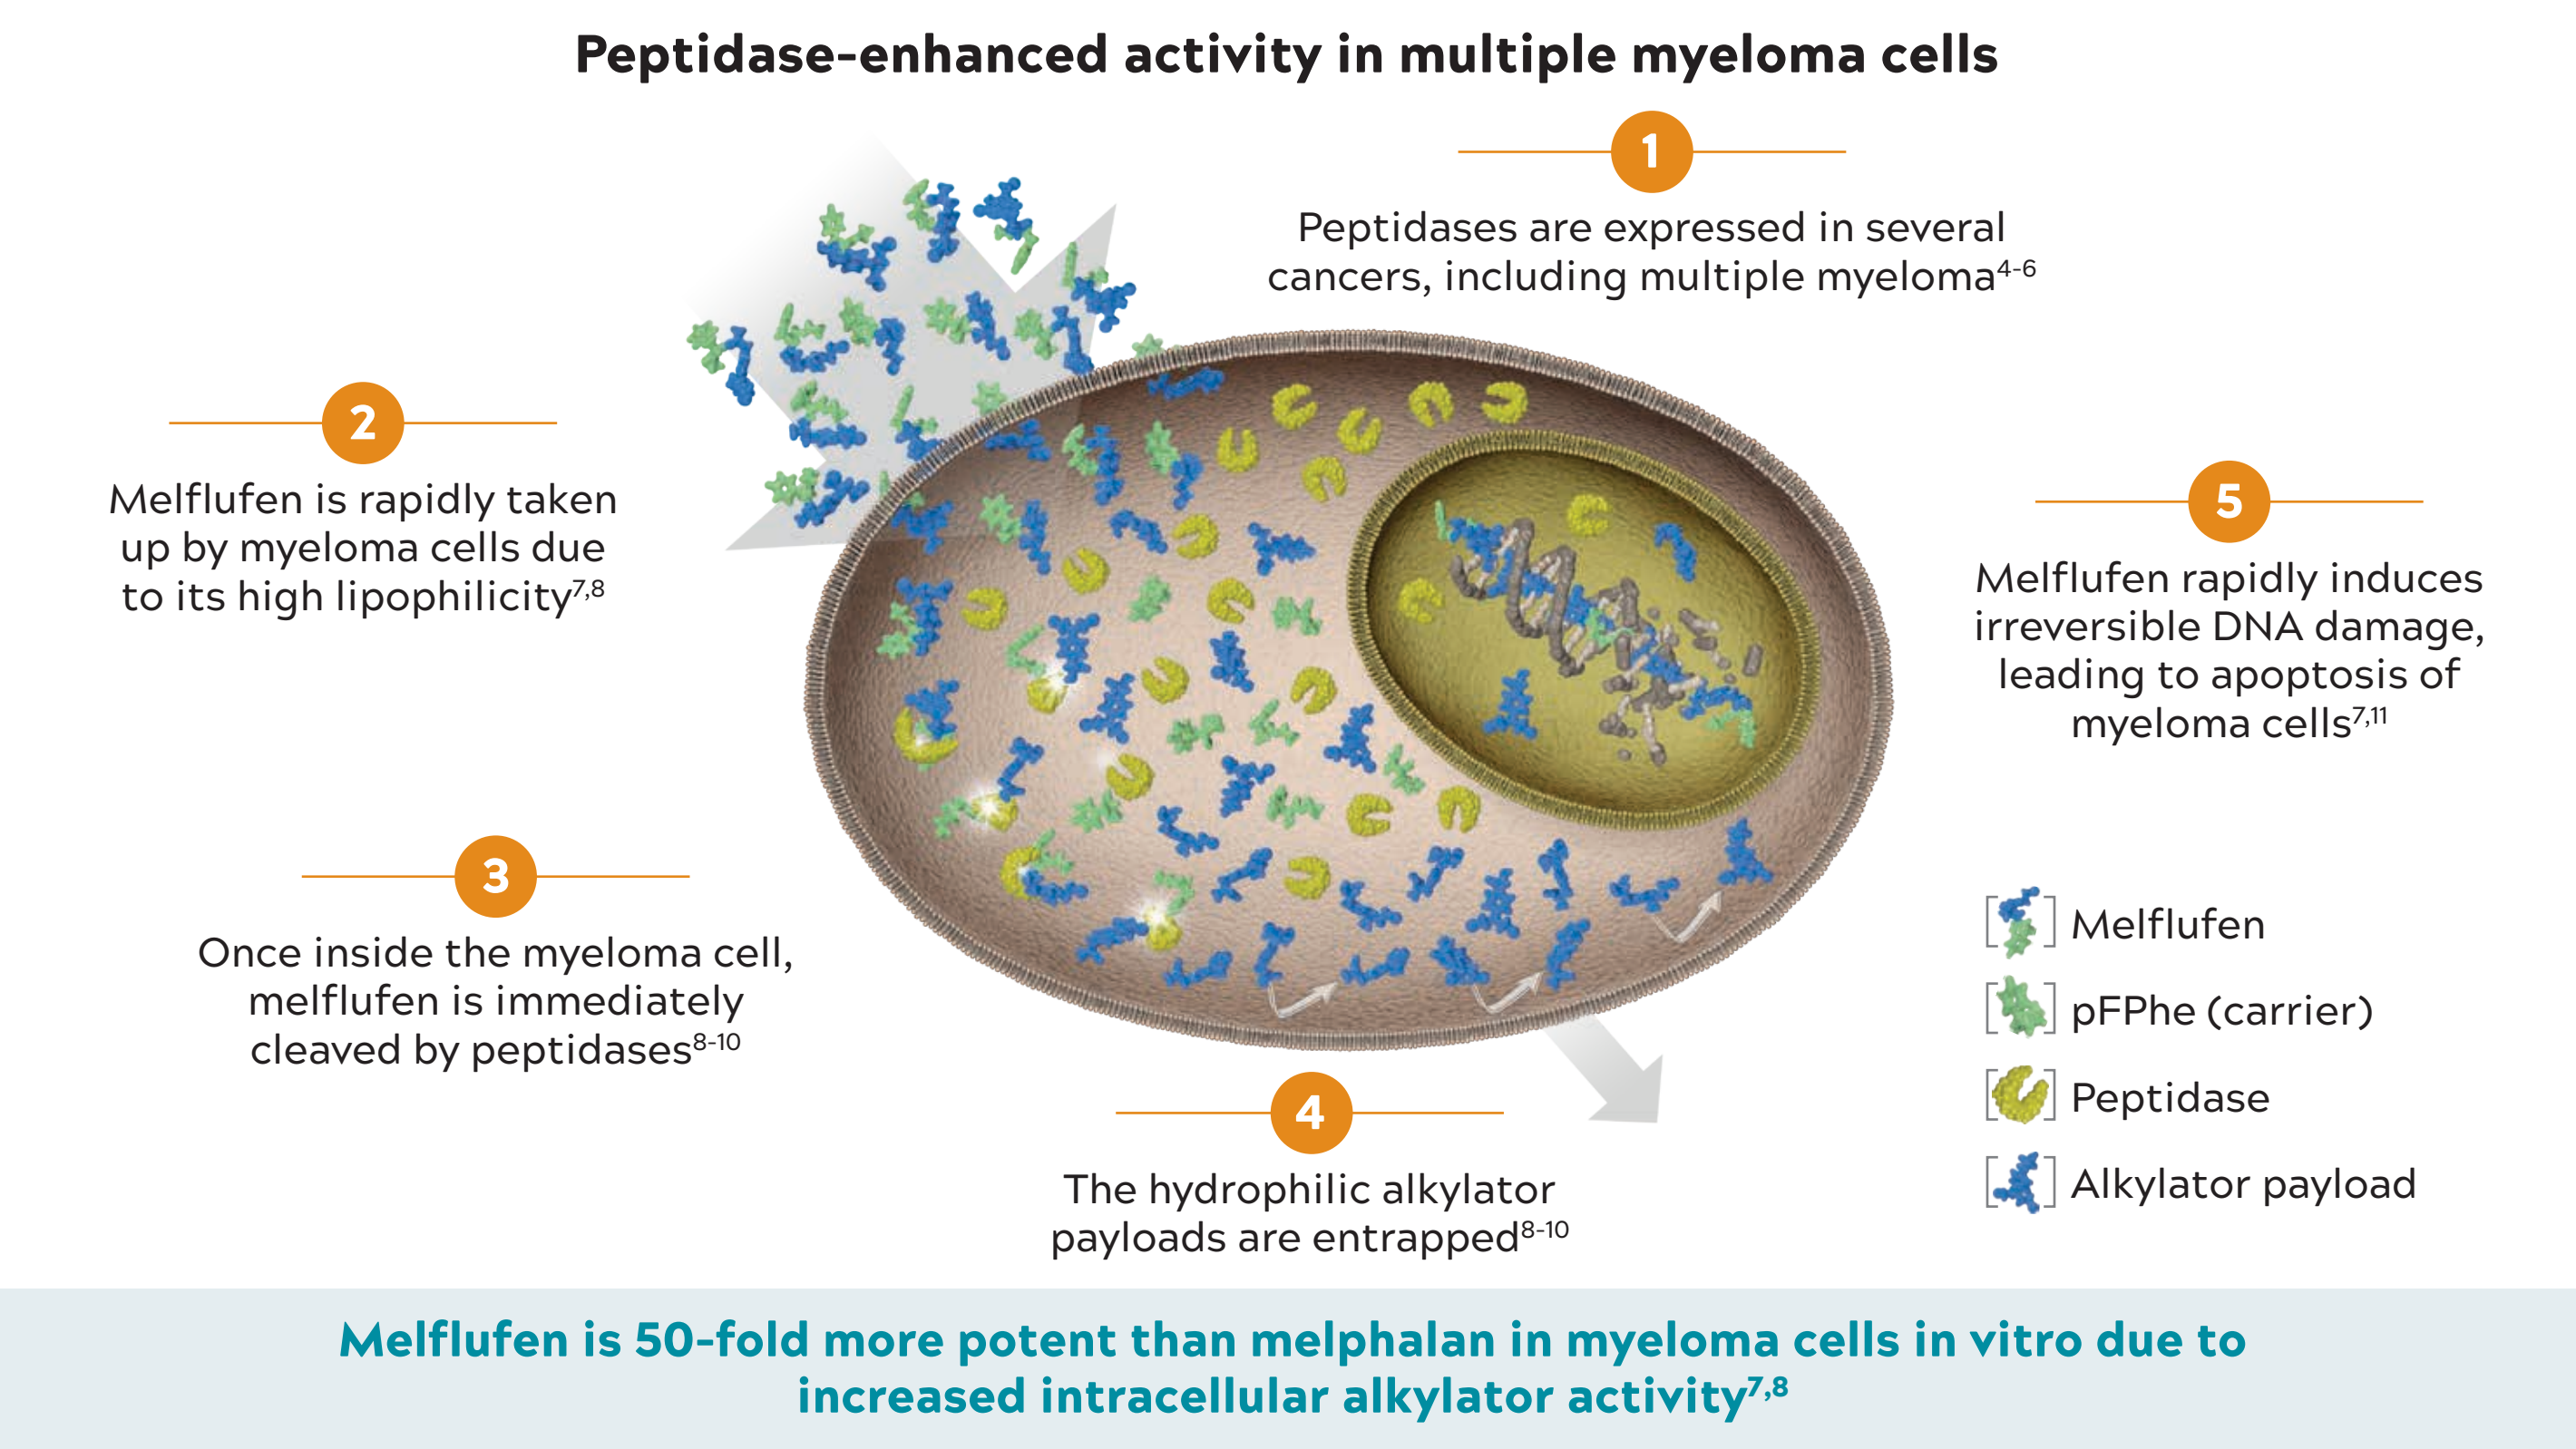 Peptidase-enhanced activity in multiple myeloma cells
1
Peptidases are expressed in several
cancers, including multiple myeloma⁴⁻⁶
2
Melflufen is rapidly taken
up by myeloma cells due
to its high lipophilicity⁷,⁸
3
Once inside the myeloma cell,
melflufen is immediately
cleaved by peptidases⁸⁻¹⁰
4
The hydrophilic alkylator
payloads are entrapped⁸⁻¹⁰
5
Melflufen rapidly induces
irreversible DNA damage,
leading to apoptosis of
myeloma cells⁷,¹¹
Melflufen
pFPhe (carrier)
Peptidase
Alkylator payload
Melflufen is 50-fold more potent than melphalan in myeloma cells in vitro due to
increased intracellular alkylator activity⁷,⁸